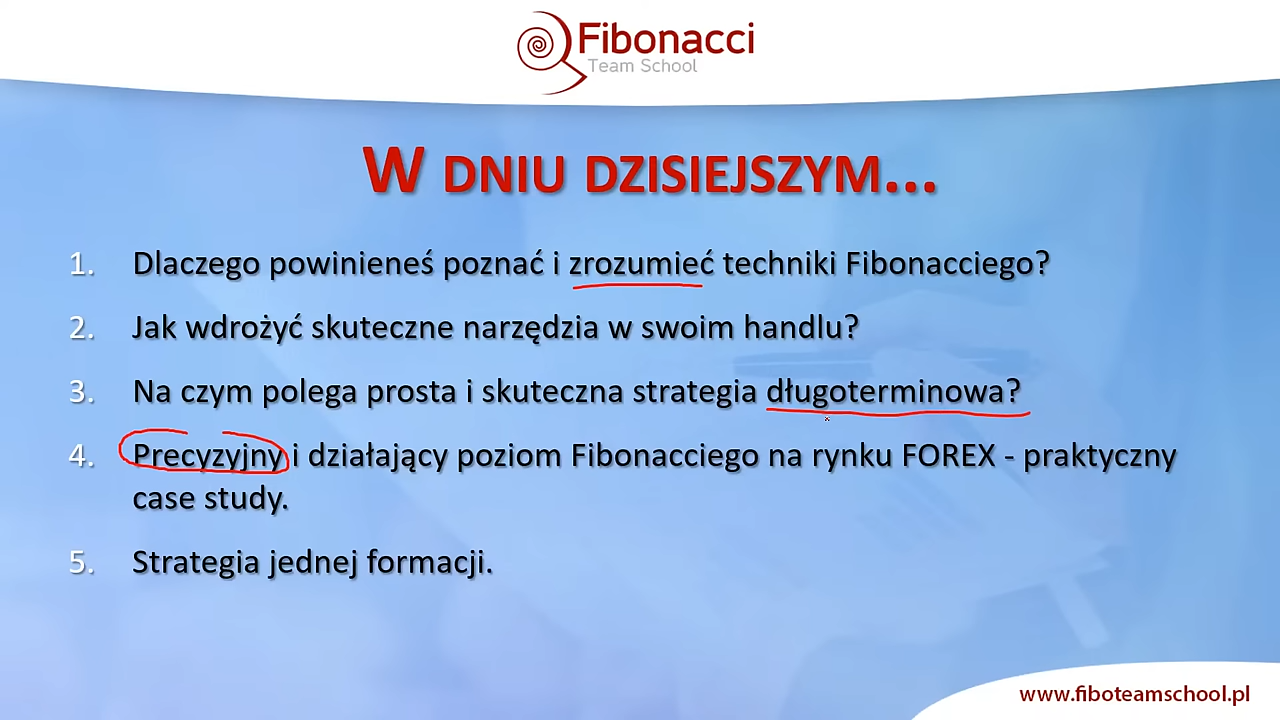 Fibonacci
Team School
W DNIU DZISIEJSZYM...
1. Dlaczego powinieneś poznać i zrozumieć techniki Fibonacciego?
2. Jak wdrożyć skuteczne narzędzia w swoim handlu?
3. Na czym polega prosta i skuteczna strategia długoterminowa?
4. Precyzyjny i działający poziom Fibonacciego na rynku FOREX - praktyczny
case study.
5. Strategia jednej formacji.
www.fiboteamschool.pl